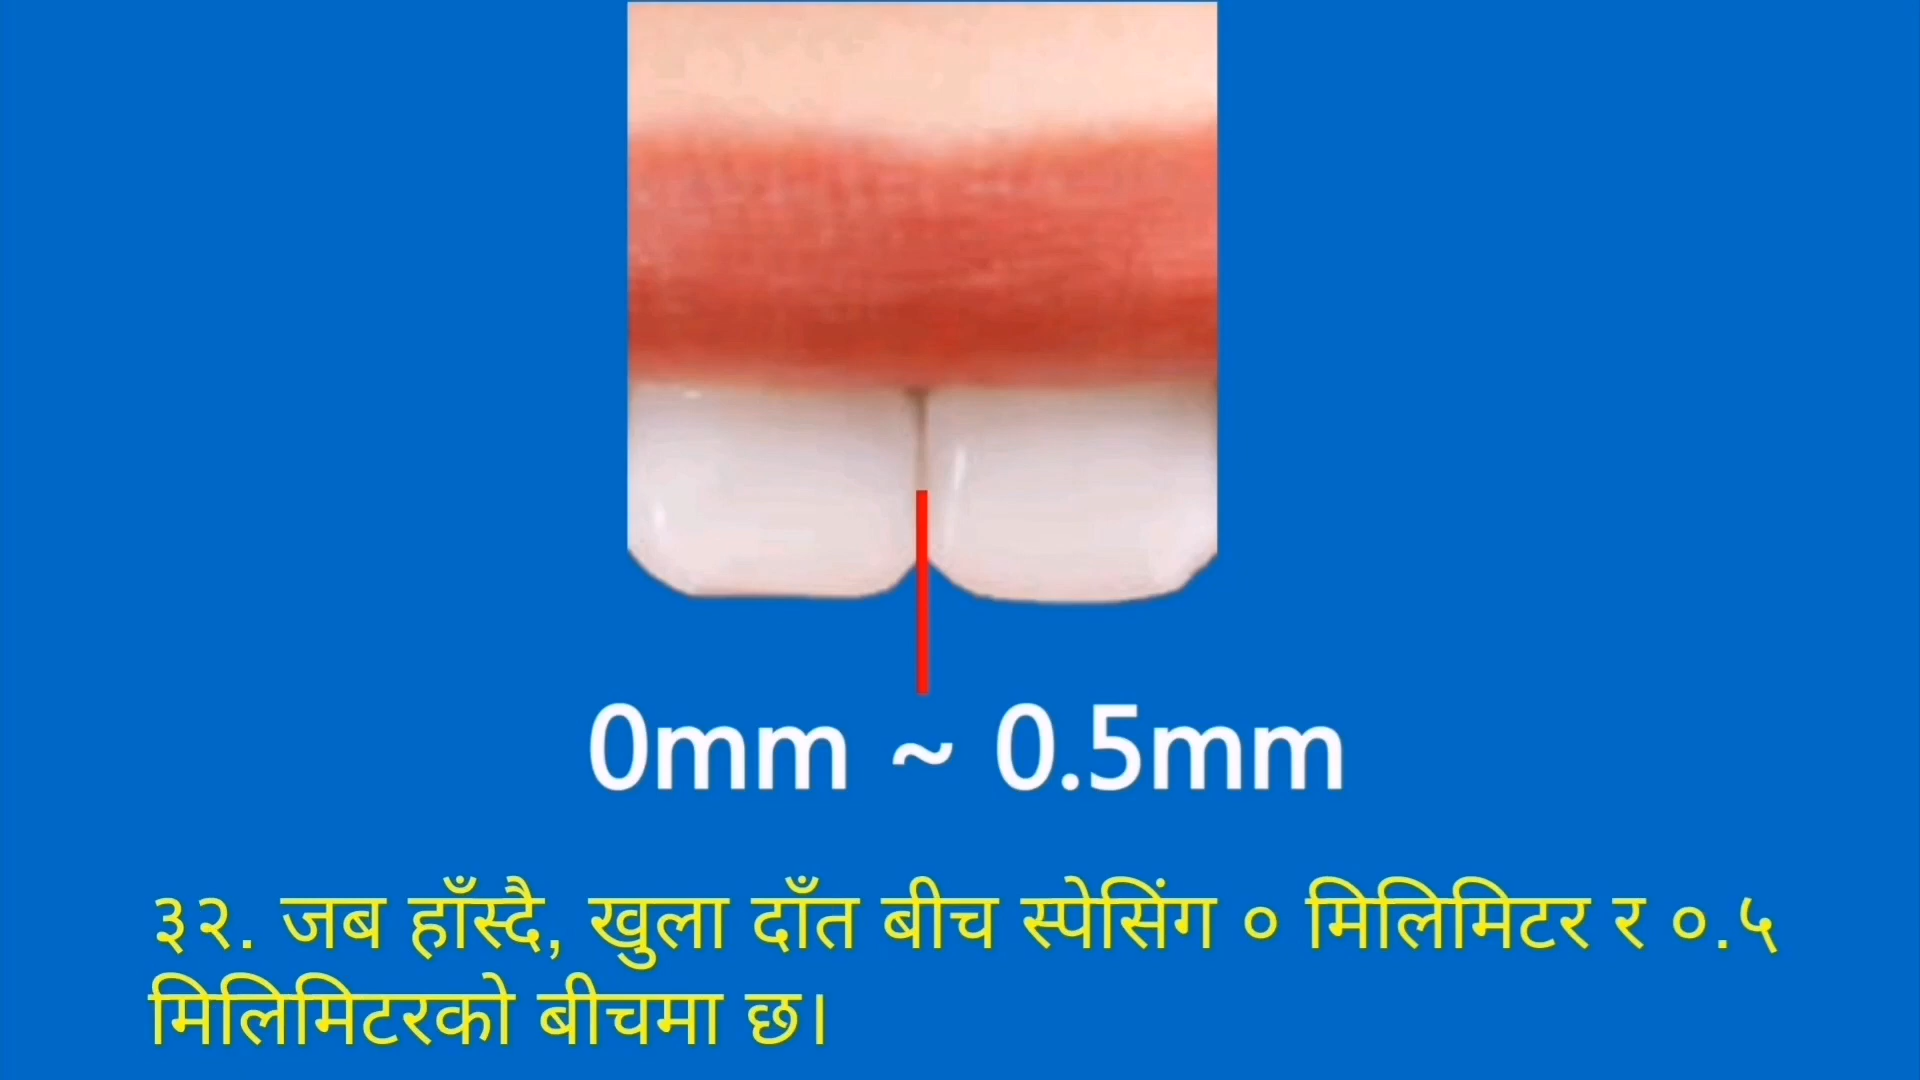 0mm ~ 0.5mm
३२. जब हाँस्दै, खुला दाँत बीच स्पेसिंग ० मिलिमिटर र ०.५
मिलिमिटरको बीचमा छ।